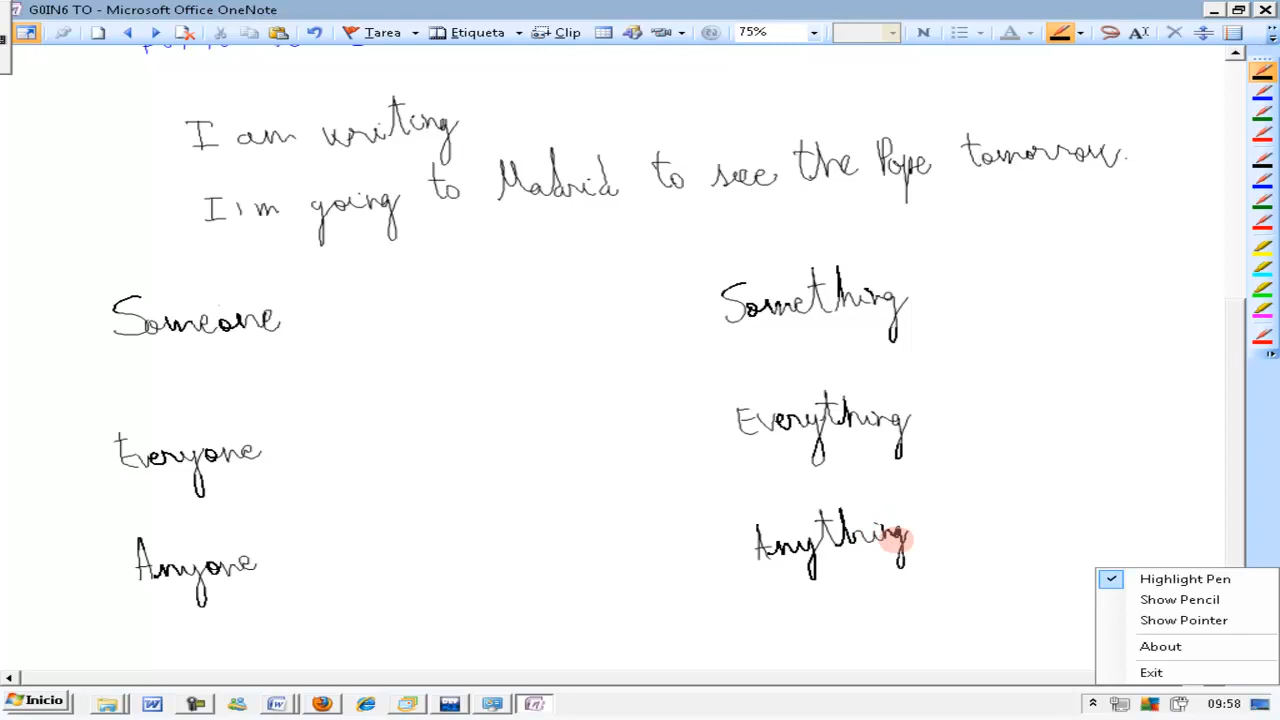 G0IN6 TO - Microsoft Office OneNote
Tarea Etiqueta Clip 75% N A
I am writing
I'm going to Madrid to see the Pope tomorrow.
Someone Something
Everyone Everything
Anyone Anything
Highlight Pen
Show Pencil
Show Pointer
About
Exit
Inicio 09:58